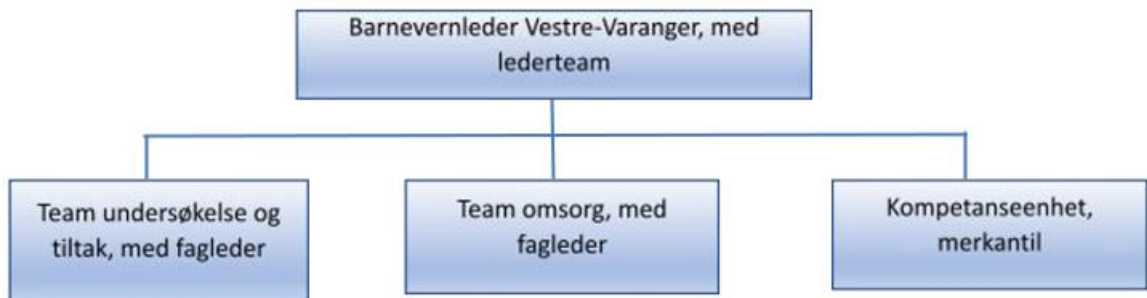 Barnevernleder Vestre-Varanger, med
lederteam
Team undersøkelse og
tiltak, med fagleder
Team omsorg, med
fagleder
Kompetanseenhet,
merkantil